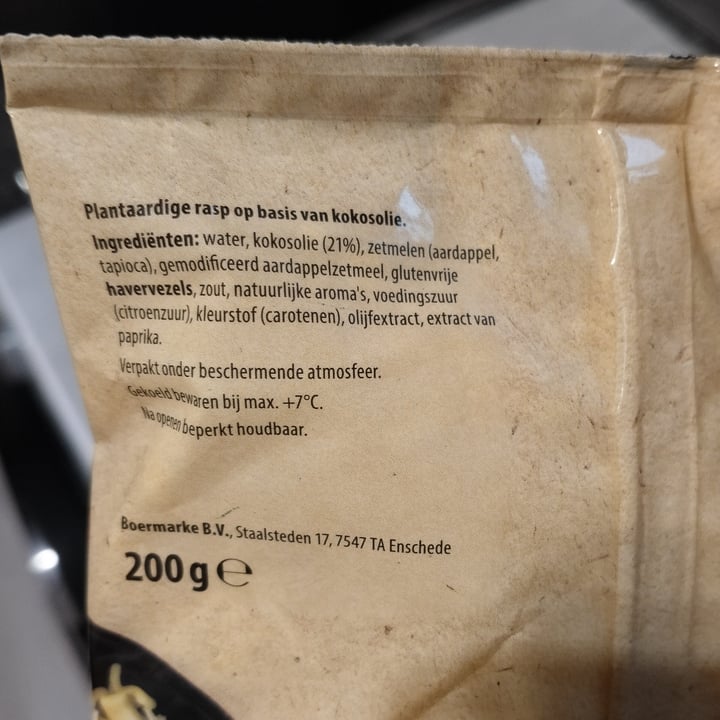 Plantaardige rasp op basis van kokosolie.
Ingrediënten: water, kokosolie (21%), zetmelen (aardappel,
tapioca), gemodificeerd aardappelzetmeel, glutenvrije
havervezels, zout, natuurlijke aroma's, voedingszuur
(citroenzuur), kleurstof (carotenen), olijfextract, extract van
paprika.
Verpakt onder beschermende atmosfeer.
Gekoeld bewaren bij max. +7°C.
Na openen beperkt houdbaar.
Boermarke B.V., Staalsteden 17, 7547 TA Enschede
200 g ℮